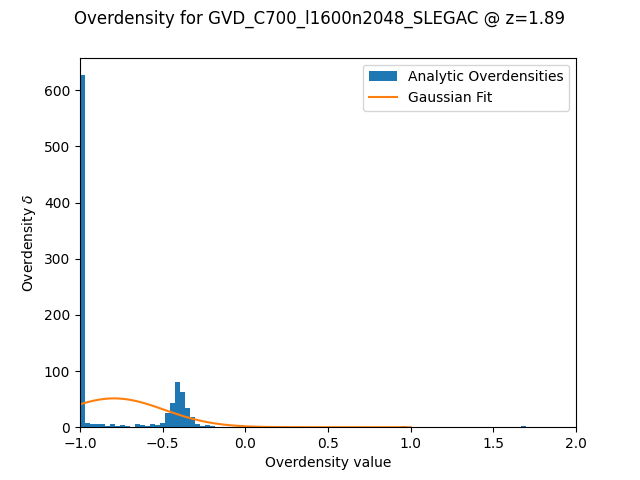 Overdensity for GVD_C700_l1600n2048_SLEGAC @ z=1.89
Analytic Overdensities
Gaussian Fit
Overdensity δ
600
500
400
300
200
100
0
−1.0 −0.5 0.0 0.5 1.0 1.5 2.0
Overdensity value